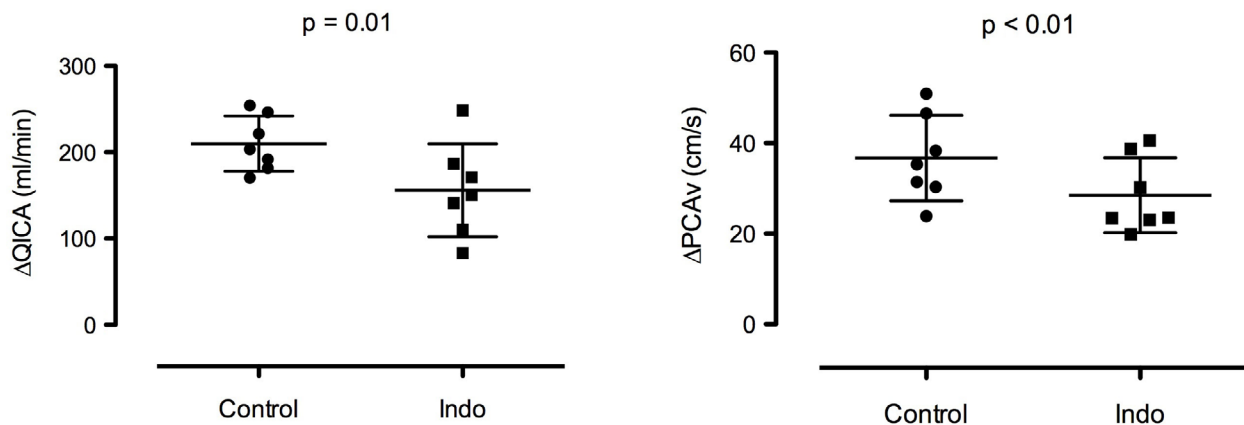 p = 0.01
ΔQICA (ml/min)
300
200
100
0
Control Indo
p < 0.01
ΔPCAv (cm/s)
60
40
20
0
Control Indo